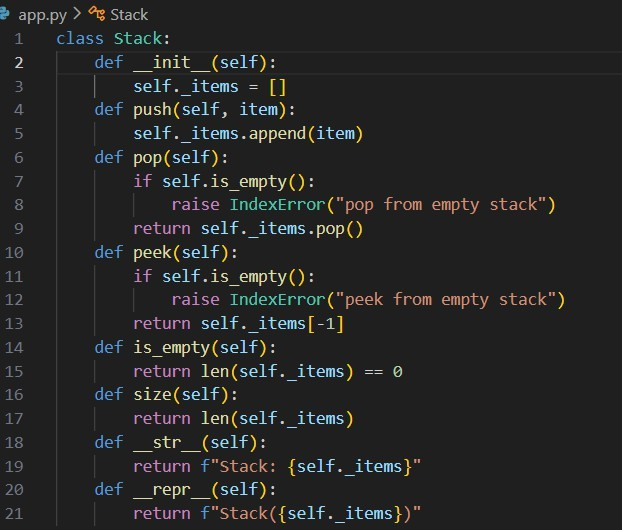 app.py > Stack
1 class Stack:
2     def __init__(self):
3         self._items = []
4     def push(self, item):
5         self._items.append(item)
6     def pop(self):
7         if self.is_empty():
8             raise IndexError("pop from empty stack")
9         return self._items.pop()
10     def peek(self):
11         if self.is_empty():
12             raise IndexError("peek from empty stack")
13         return self._items[-1]
14     def is_empty(self):
15         return len(self._items) == 0
16     def size(self):
17         return len(self._items)
18     def __str__(self):
19         return f"Stack: {self._items}"
20     def __repr__(self):
21         return f"Stack({self._items})"